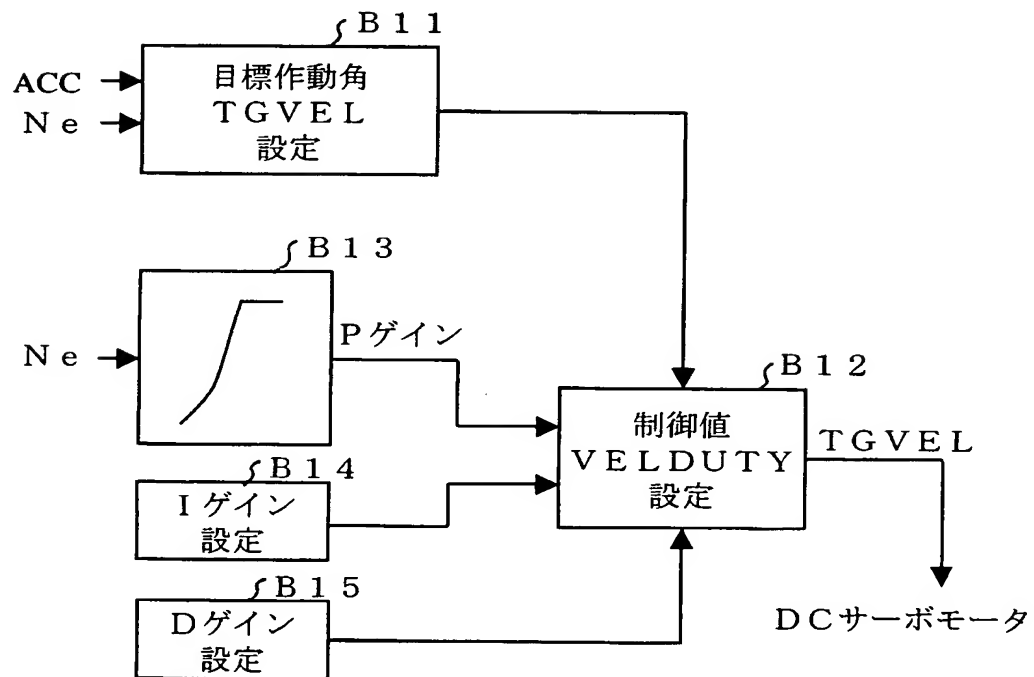 B11
ACC
Ne
目標作動角
TGVEL
設定
B13
Ne
Pゲイン
B12
制御値
VELDUTY
設定
TGVEL
B14
Iゲイン
設定
B15
Dゲイン
設定
DCサーボモータ